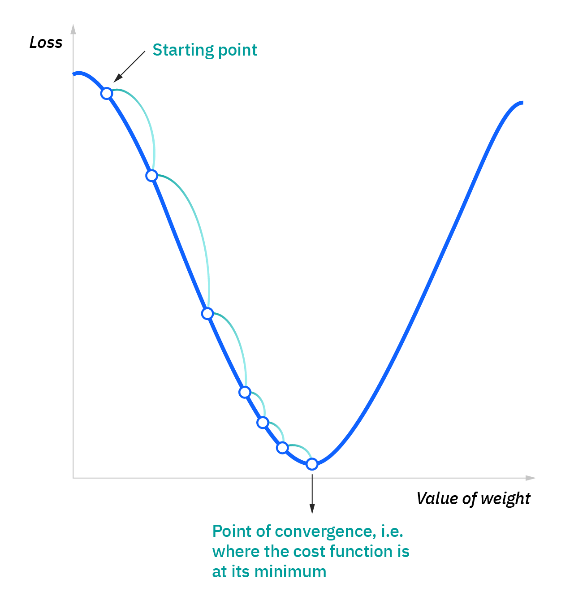 Loss
Starting point
Value of weight
Point of convergence, i.e.
where the cost function is
at its minimum